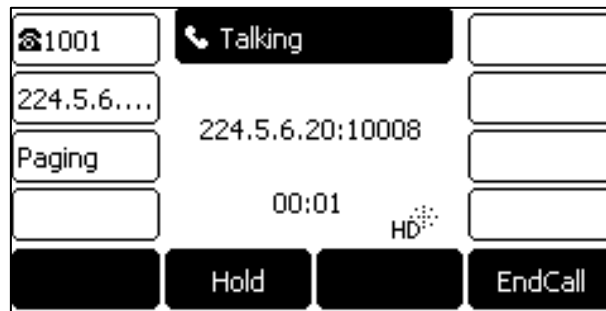 ☎1001
Talking
224.5.6....
224.5.6.20:10008
Paging
00:01
HD
Hold
EndCall